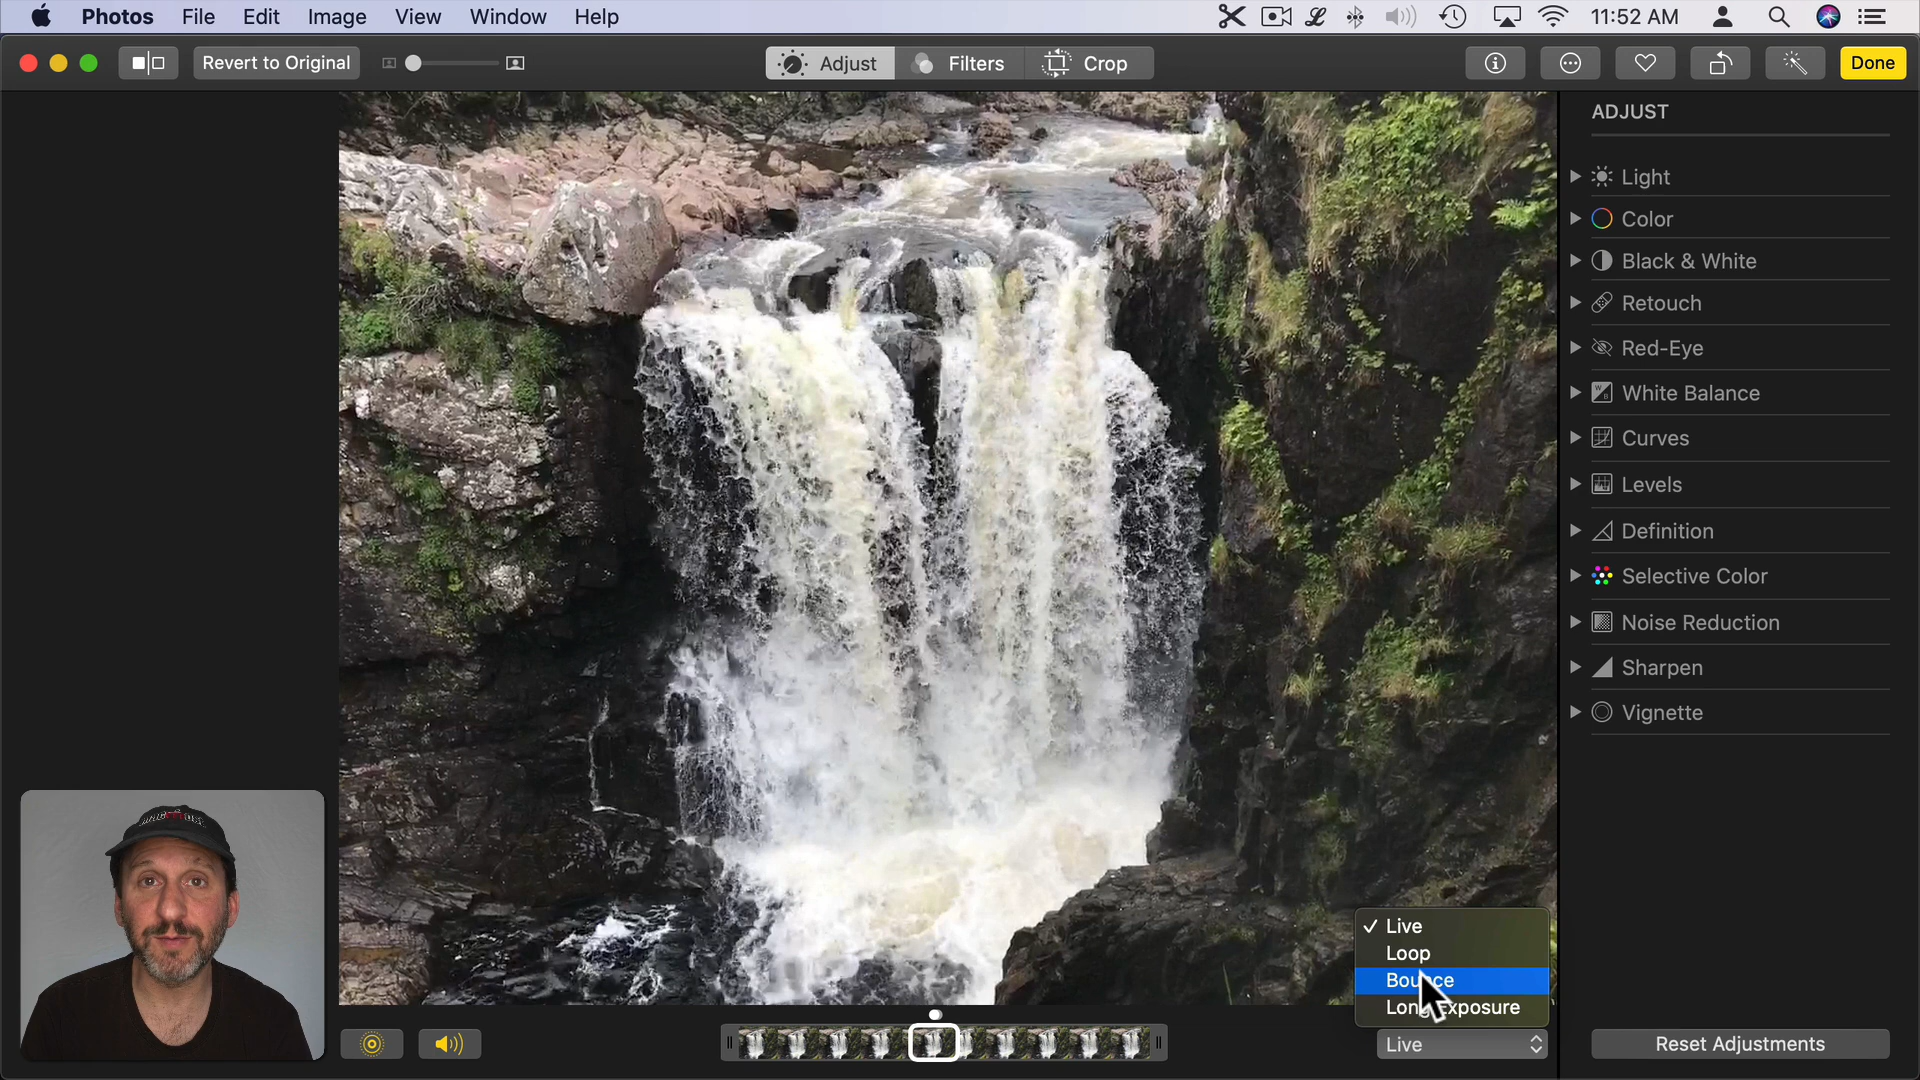 Photos File Edit Image View Window Help 11:52 AM
Revert to Original Adjust Filters Crop Done
ADJUST
Light
Color
Black & White
Retouch
Red-Eye
White Balance
Curves
Levels
Definition
Selective Color
Noise Reduction
Sharpen
Vignette
Live
Loop
Bounce
Long Exposure
Live
Reset Adjustments